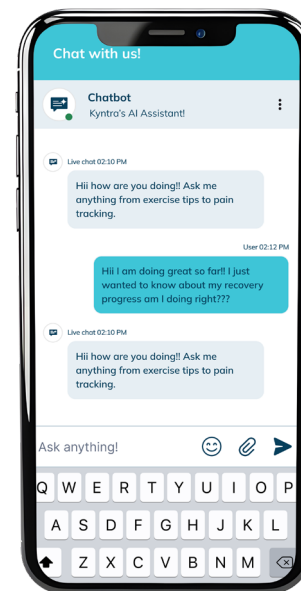 Chat with us!
Chatbot
Kyntra's AI Assistant!
Live chat 02:10 PM
Hii how are you doing!! Ask me
anything from exercise tips to pain
tracking.
User 02:12 PM
Hii I am doing great so far!! I just
wanted to know about my recovery
progress am I doing right???
Live chat 02:10 PM
Hii how are you doing!! Ask me
anything from exercise tips to pain
tracking.
Ask anything!
Q W E R T Y U I O P
A S D F G H J K L
Z X C V B N M